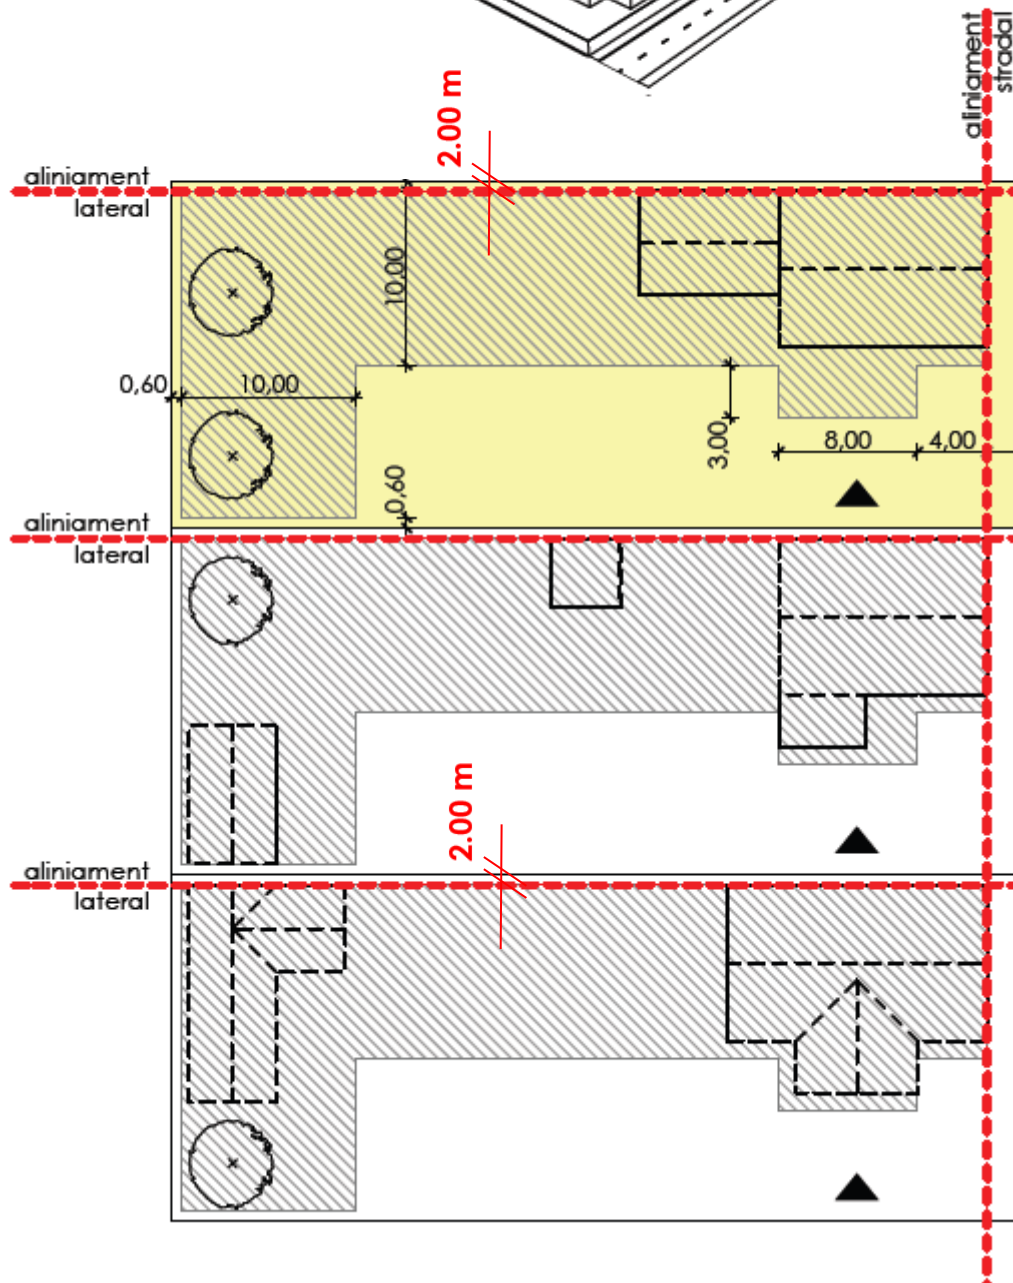 aliniament
stradal
2.00 m
aliniament
lateral
10,00
0,60
10,00
3,00
8,00
4,00
0,60
aliniament
lateral
2.00 m
aliniament
lateral